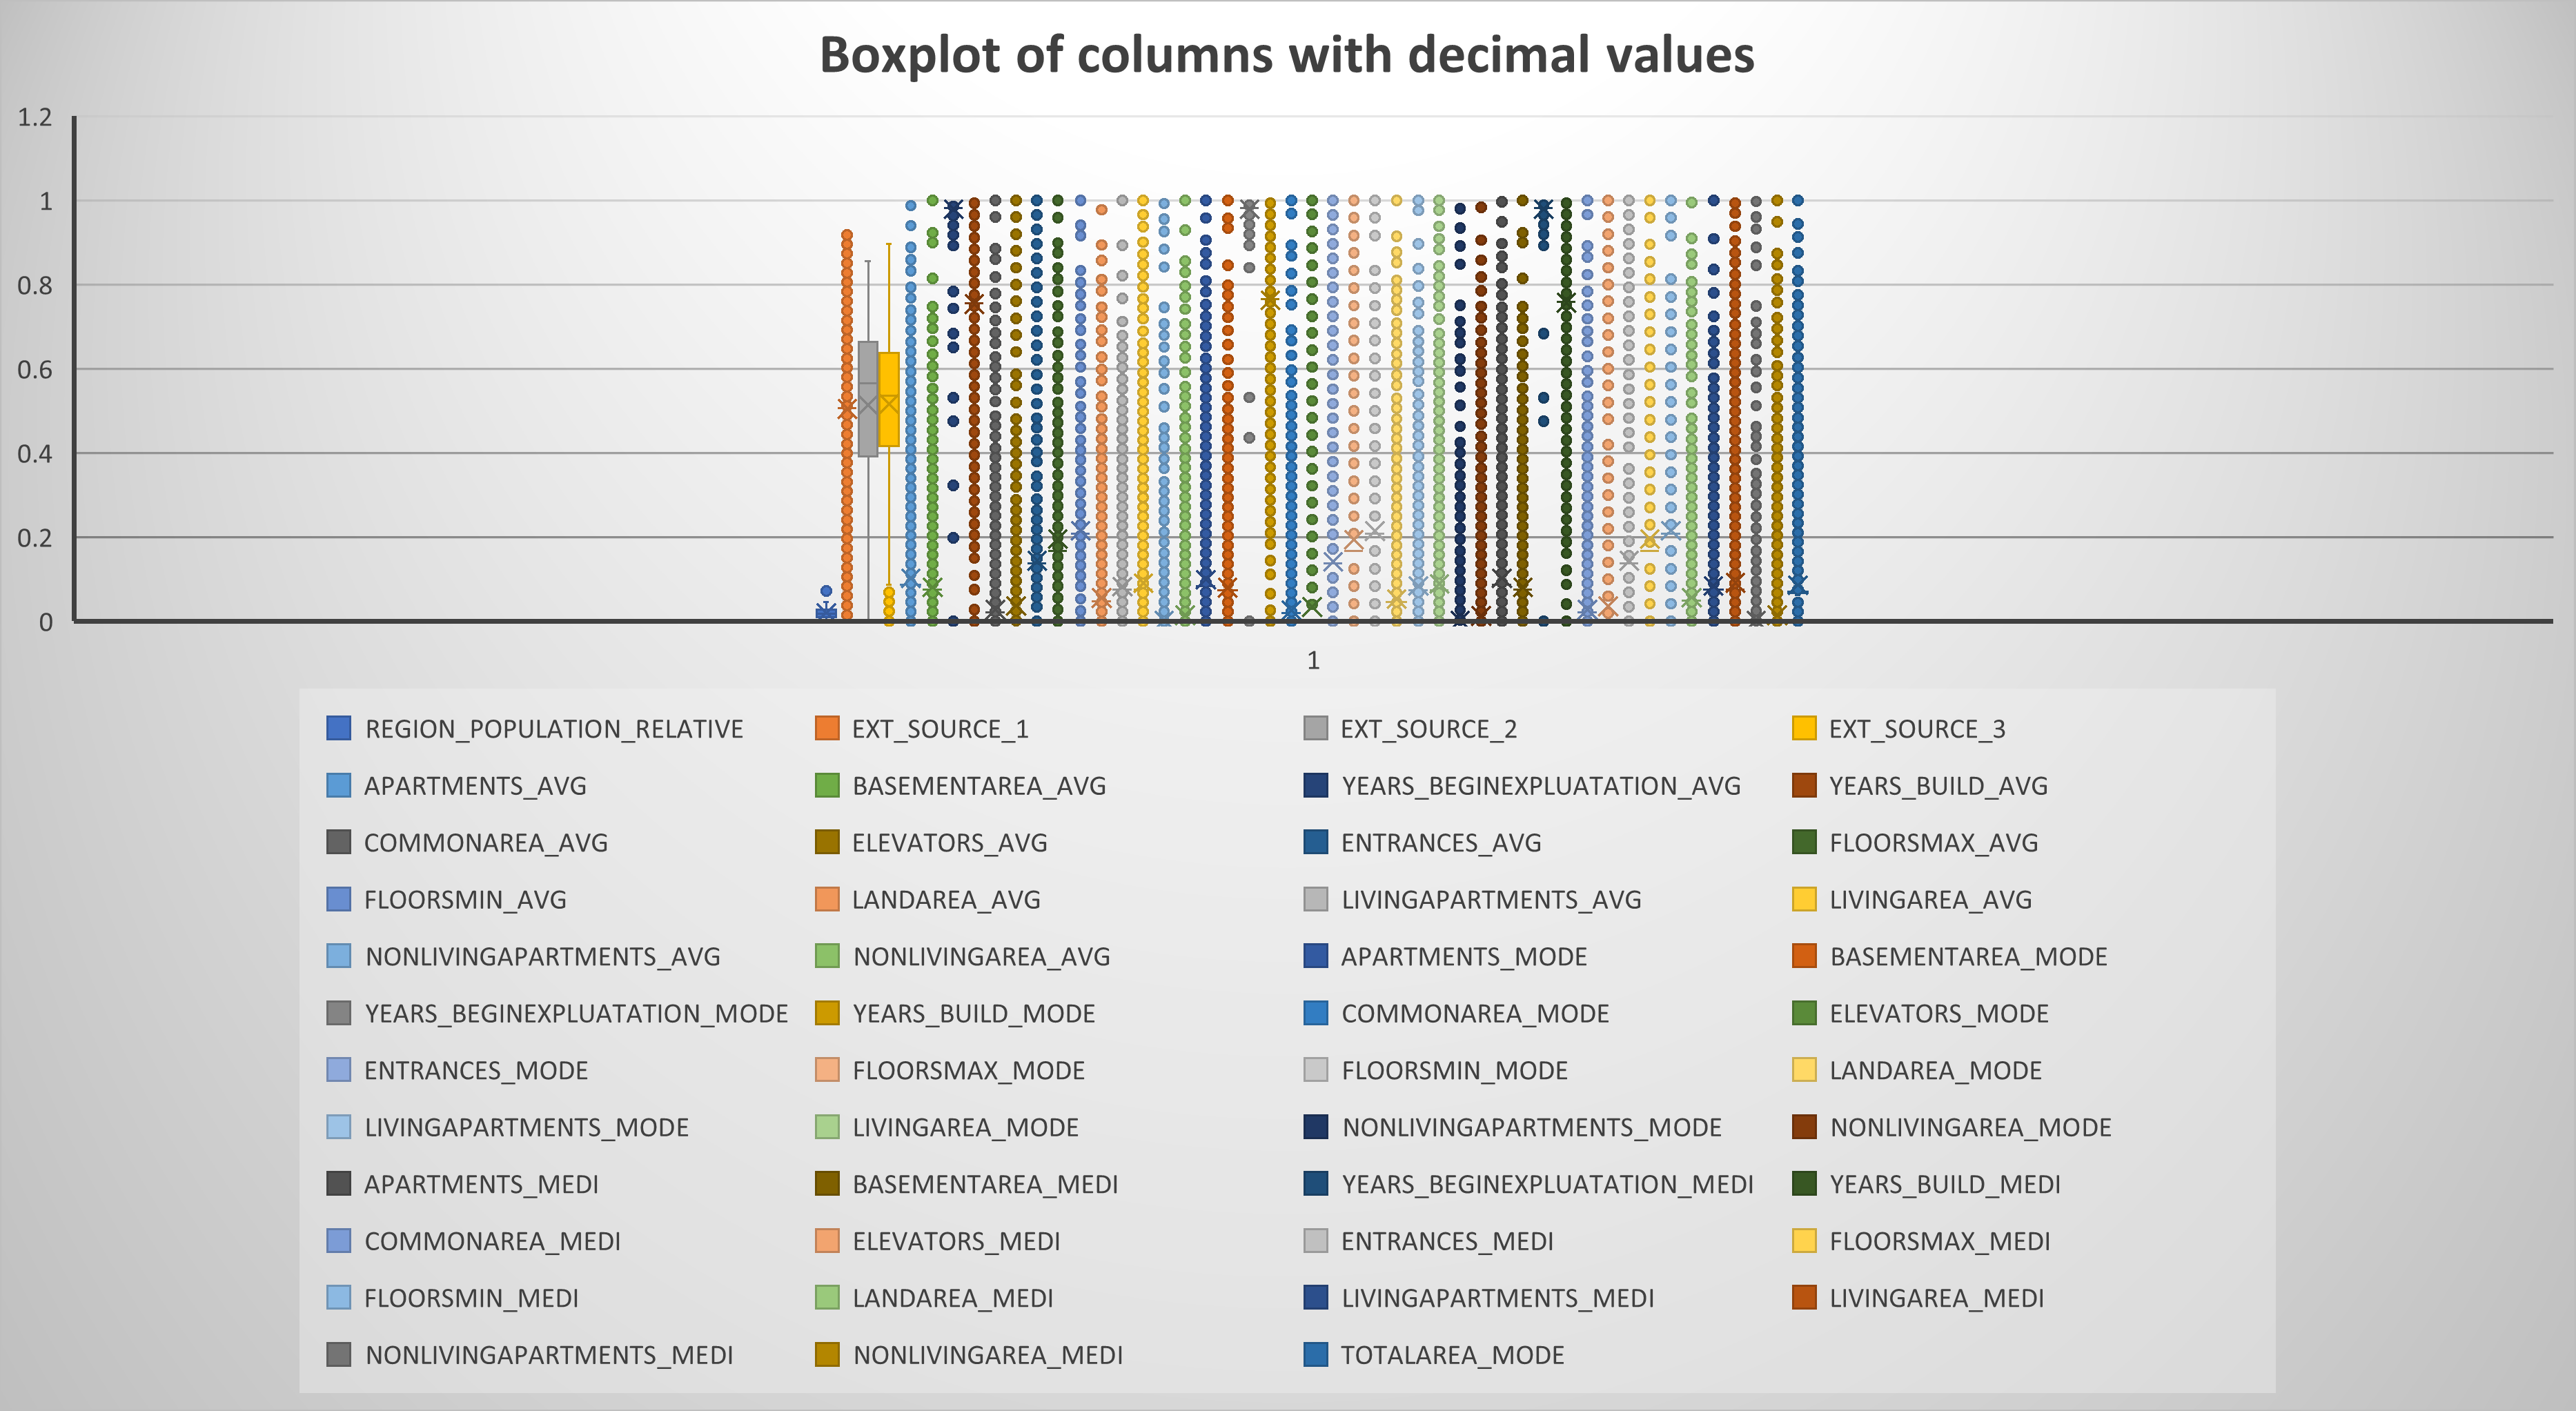 Boxplot of columns with decimal values
1.2
1
0.8
0.6
0.4
0.2
0
1
REGION_POPULATION_RELATIVE EXT_SOURCE_1 EXT_SOURCE_2 EXT_SOURCE_3
APARTMENTS_AVG BASEMENTAREA_AVG YEARS_BEGINEXPLUATATION_AVG YEARS_BUILD_AVG
COMMONAREA_AVG ELEVATORS_AVG ENTRANCES_AVG FLOORSMAX_AVG
FLOORSMIN_AVG LANDAREA_AVG LIVINGAPARTMENTS_AVG LIVINGAREA_AVG
NONLIVINGAPARTMENTS_AVG NONLIVINGAREA_AVG APARTMENTS_MODE BASEMENTAREA_MODE
YEARS_BEGINEXPLUATATION_MODE YEARS_BUILD_MODE COMMONAREA_MODE ELEVATORS_MODE
ENTRANCES_MODE FLOORSMAX_MODE FLOORSMIN_MODE LANDAREA_MODE
LIVINGAPARTMENTS_MODE LIVINGAREA_MODE NONLIVINGAPARTMENTS_MODE NONLIVINGAREA_MODE
APARTMENTS_MEDI BASEMENTAREA_MEDI YEARS_BEGINEXPLUATATION_MEDI YEARS_BUILD_MEDI
COMMONAREA_MEDI ELEVATORS_MEDI ENTRANCES_MEDI FLOORSMAX_MEDI
FLOORSMIN_MEDI LANDAREA_MEDI LIVINGAPARTMENTS_MEDI LIVINGAREA_MEDI
NONLIVINGAPARTMENTS_MEDI NONLIVINGAREA_MEDI TOTALAREA_MODE